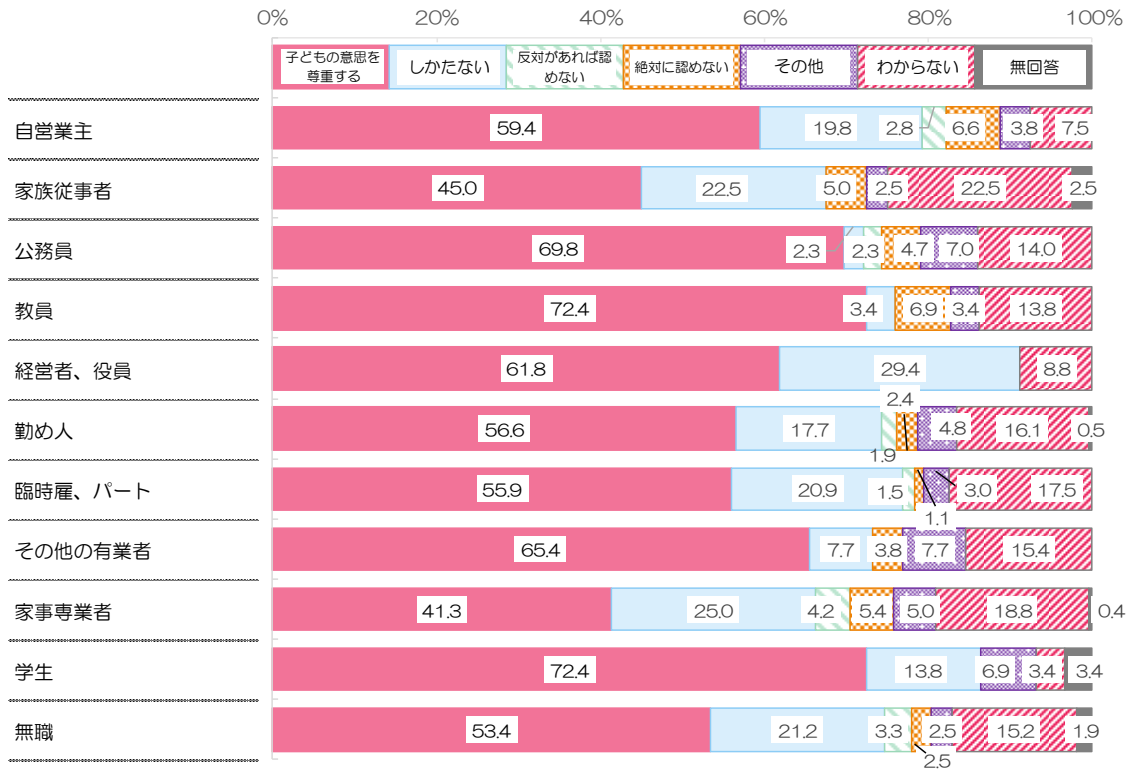 0% 20% 40% 60% 80% 100%
子どもの意思を
尊重する
しかたない
反対があれば認
めない
絶対に認めない
その他
わからない
無回答
自営業主 59.4 19.8 2.8 6.6 3.8 7.5
家族従事者 45.0 22.5 5.0 2.5 22.5 2.5
公務員 69.8 2.3 2.3 4.7 7.0 14.0
教員 72.4 3.4 6.9 3.4 13.8
経営者、役員 61.8 29.4 8.8
勤め人 56.6 17.7 1.9 2.4 4.8 16.1 0.5
臨時雇、パート 55.9 20.9 1.5 1.1 3.0 17.5
その他の有業者 65.4 7.7 3.8 7.7 15.4
家事専業者 41.3 25.0 4.2 5.4 5.0 18.8 0.4
学生 72.4 13.8 6.9 3.4 3.4
無職 53.4 21.2 3.3 2.5 2.5 15.2 1.9